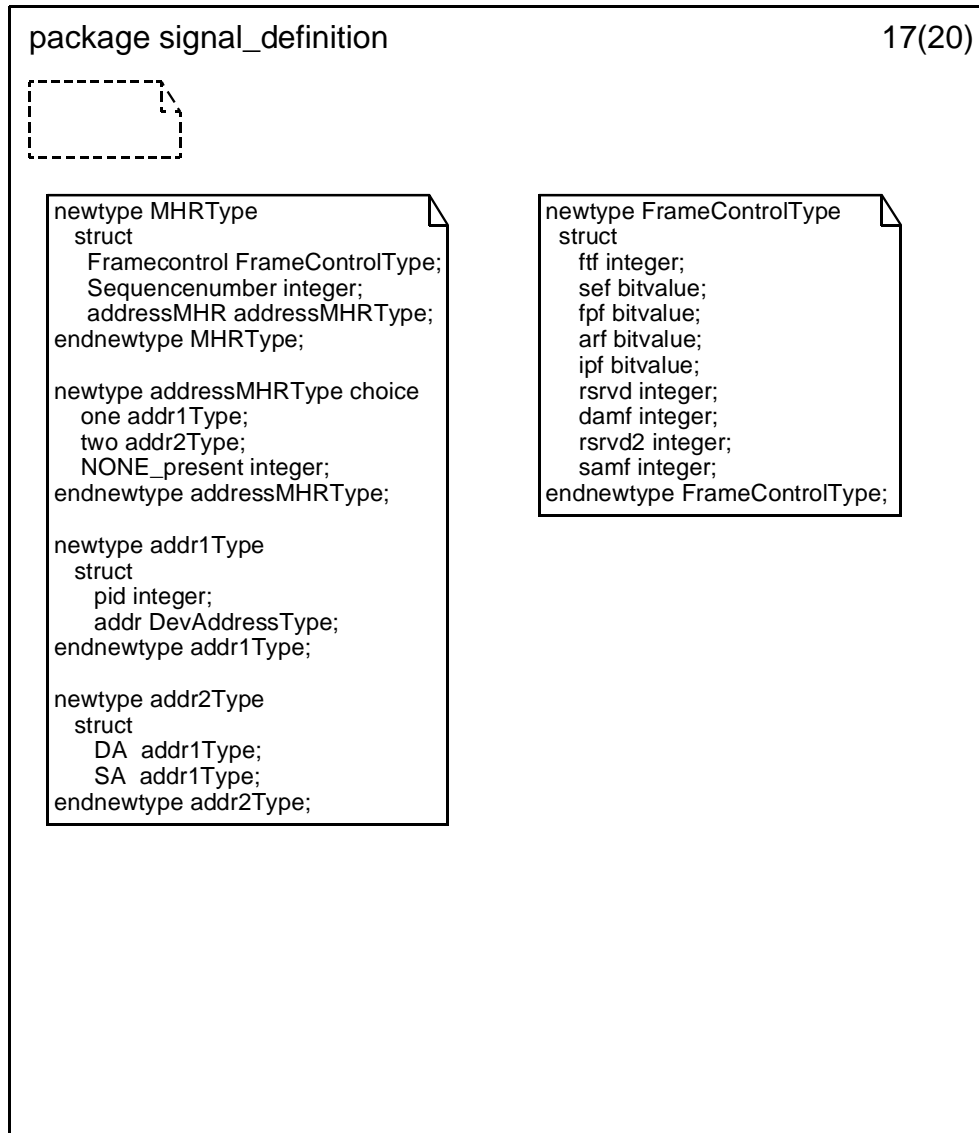 package signal_definition
17(20)
newtype MHRType
struct
Framecontrol FrameControlType;
Sequencenumber integer;
addressMHR addressMHRType;
endnewtype MHRType;
newtype addressMHRType choice
one addr1Type;
two addr2Type;
NONE_present integer;
endnewtype addressMHRType;
newtype addr1Type
struct
pid integer;
addr DevAddressType;
endnewtype addr1Type;
newtype addr2Type
struct
DA addr1Type;
SA addr1Type;
endnewtype addr2Type;
newtype FrameControlType
struct
ftf integer;
sef bitvalue;
fpf bitvalue;
arf bitvalue;
ipf bitvalue;
rsrvd integer;
damf integer;
rsrvd2 integer;
samf integer;
endnewtype FrameControlType;